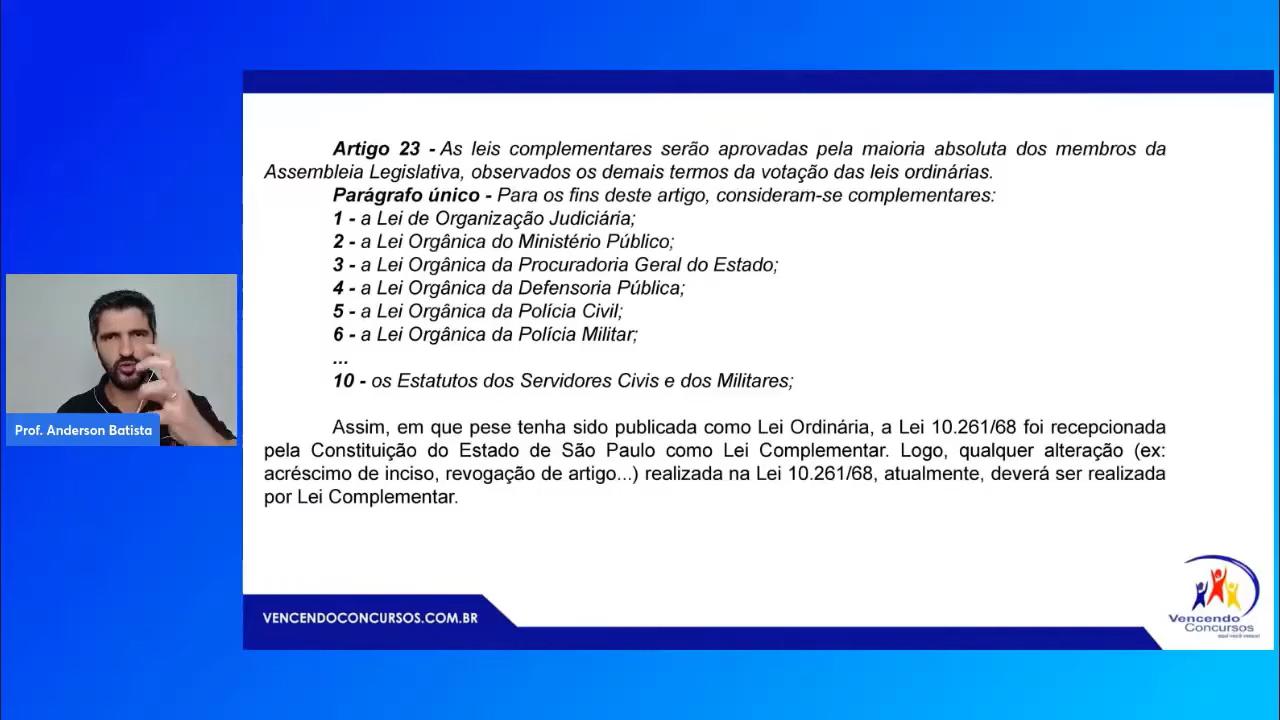 Artigo 23 - As leis complementares serão aprovadas pela maioria absoluta dos membros da
Assembleia Legislativa, observados os demais termos da votação das leis ordinárias.
Parágrafo único - Para os fins deste artigo, consideram-se complementares:
1 - a Lei de Organização Judiciária;
2 - a Lei Orgânica do Ministério Público;
3 - a Lei Orgânica da Procuradoria Geral do Estado;
4 - a Lei Orgânica da Defensoria Pública;
5 - a Lei Orgânica da Polícia Civil;
6 - a Lei Orgânica da Polícia Militar;
...
10 - os Estatutos dos Servidores Civis e dos Militares;
Assim, em que pese tenha sido publicada como Lei Ordinária, a Lei 10.261/68 foi recepcionada
pela Constituição do Estado de São Paulo como Lei Complementar. Logo, qualquer alteração (ex:
acréscimo de inciso, revogação de artigo...) realizada na Lei 10.261/68, atualmente, deverá ser realizada
por Lei Complementar.
Prof. Anderson Batista
VENCENDOCONCURSOS.COM.BR
Vencendo
Concursos
aqui você vence!